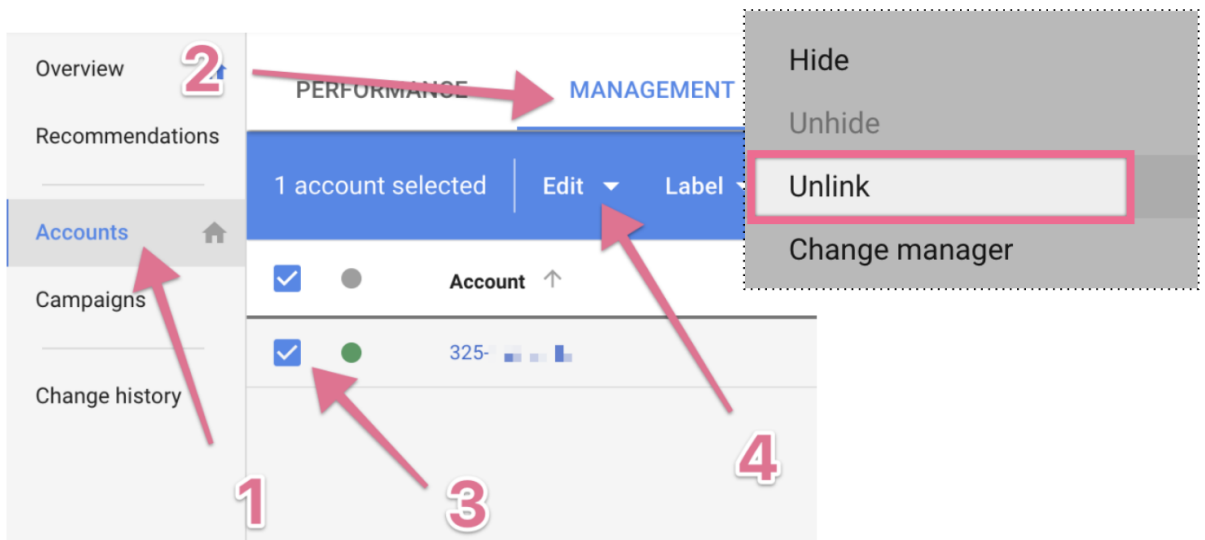 Overview
Recommendations
Accounts
Campaigns
Change history
2
PERFORMANCE
MANAGEMENT
1 account selected
Edit
Label
Account
325-
1
3
4
Hide
Unhide
Unlink
Change manager